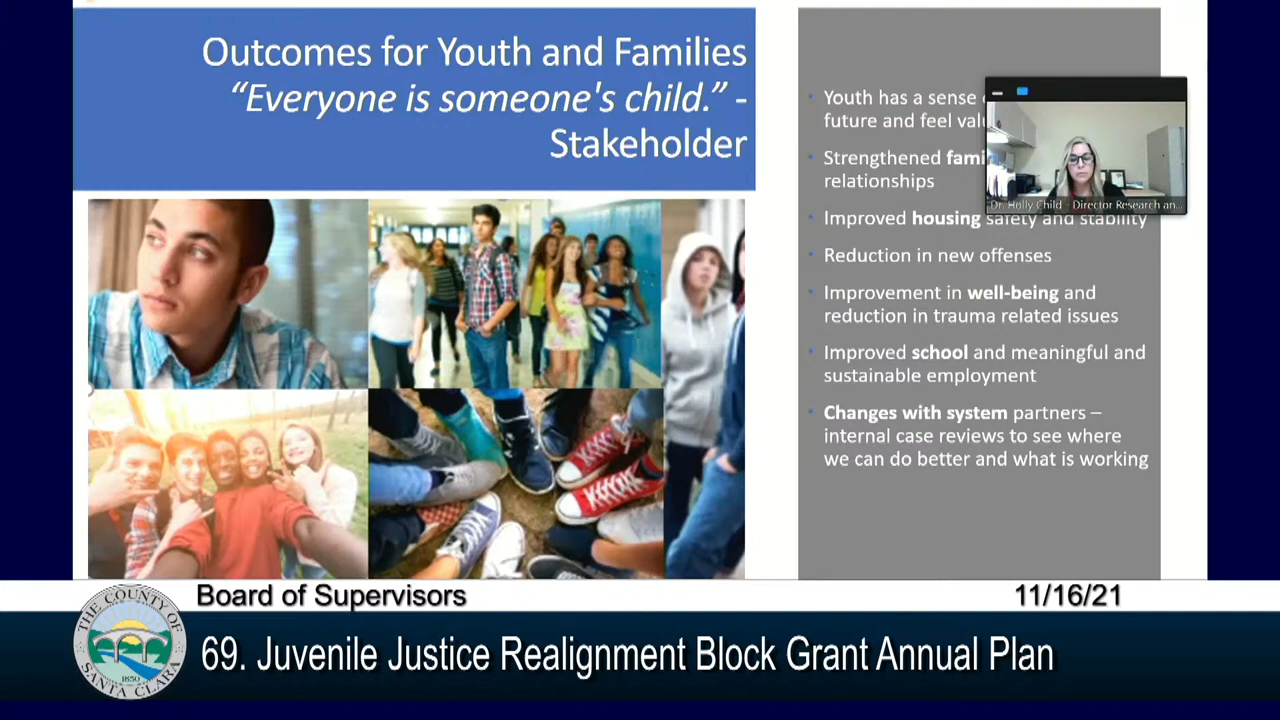 Outcomes for Youth and Families
“Everyone is someone's child.” -
Stakeholder
Youth has a sense
future and feel
Strengthened
relationships
Improved housing safety and stability
Reduction in new offenses
Improvement in well-being and
reduction in trauma related issues
Improved school and meaningful and
sustainable employment
Changes with system partners –
internal case reviews to see where
we can do better and what is working
Dr. Holly Child - Director Research an...
Board of Supervisors
11/16/21
THE COUNTY OF
SANTA CLARA
1850
69. Juvenile Justice Realignment Block Grant Annual Plan